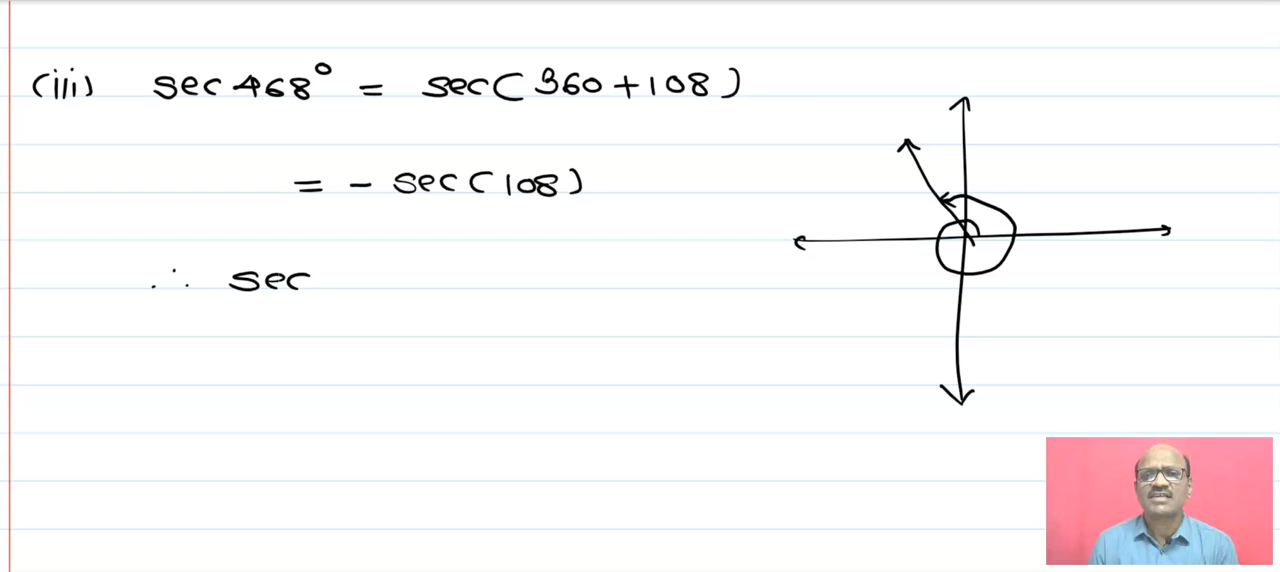 (iii) sec 468° = sec( 360 + 108 )
= - sec ( 108 )
∴ sec